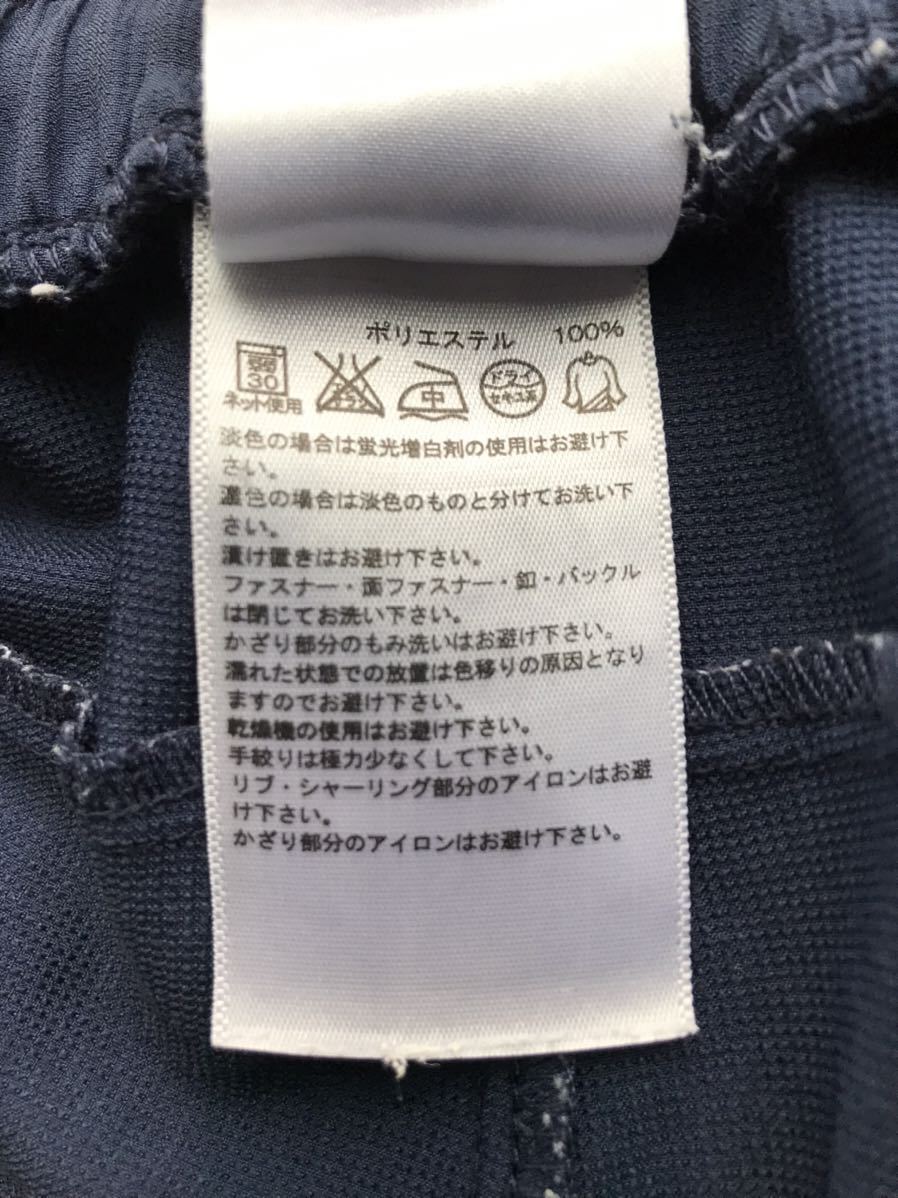 ポリエステル 100%
弱 30 エンソ サラシ 中 ドライ セキユ系
ネット使用
淡色の場合は蛍光増白剤の使用はお避け下
さい。
濃色の場合は淡色のものと分けてお洗い下
さい。
漬け置きはお避け下さい。
ファスナー・面ファスナー・釦・バックル
は閉じてお洗い下さい。
かざり部分のもみ洗いはお避け下さい。
濡れた状態での放置は色移りの原因となり
ますのでお避け下さい。
乾燥機の使用はお避け下さい。
手絞りは極力少なくして下さい。
リブ・シャーリング部分のアイロンはお避
け下さい。
かざり部分のアイロンはお避け下さい。